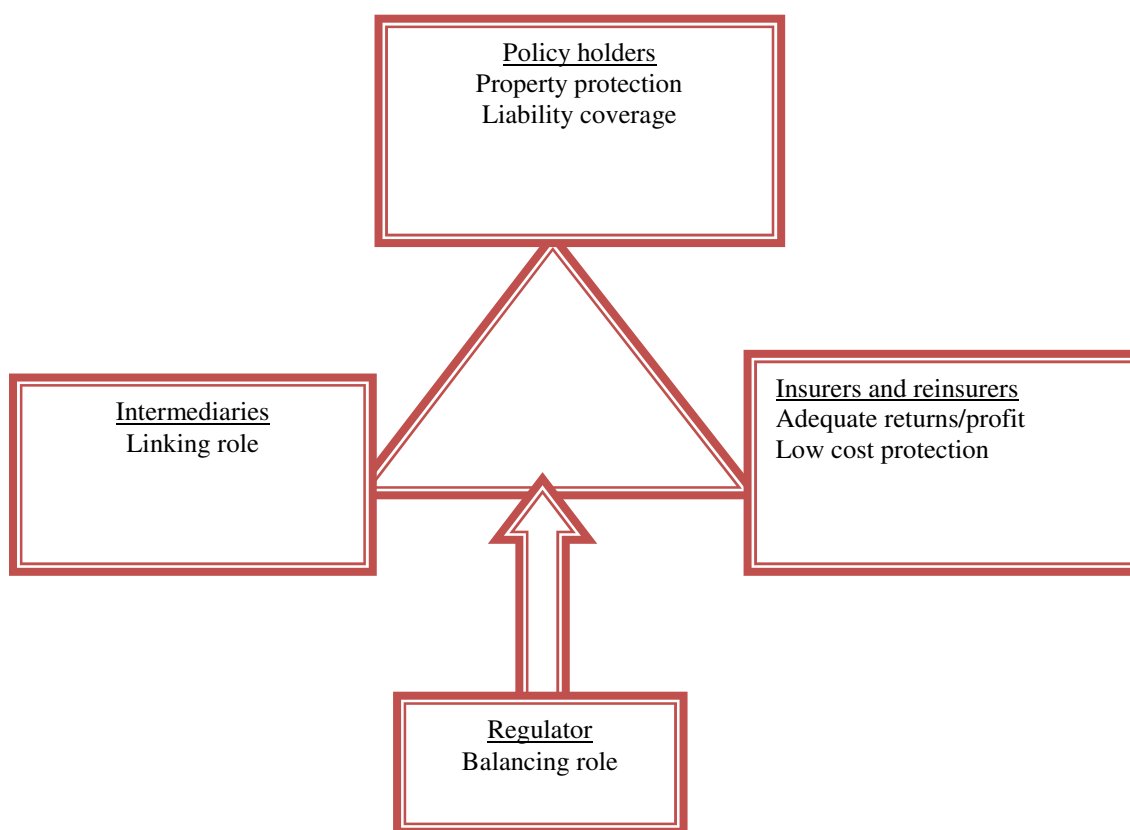 Policy holders
Property protection
Liability coverage
Intermediaries
Linking role
Insurers and reinsurers
Adequate returns/profit
Low cost protection
Regulator
Balancing role